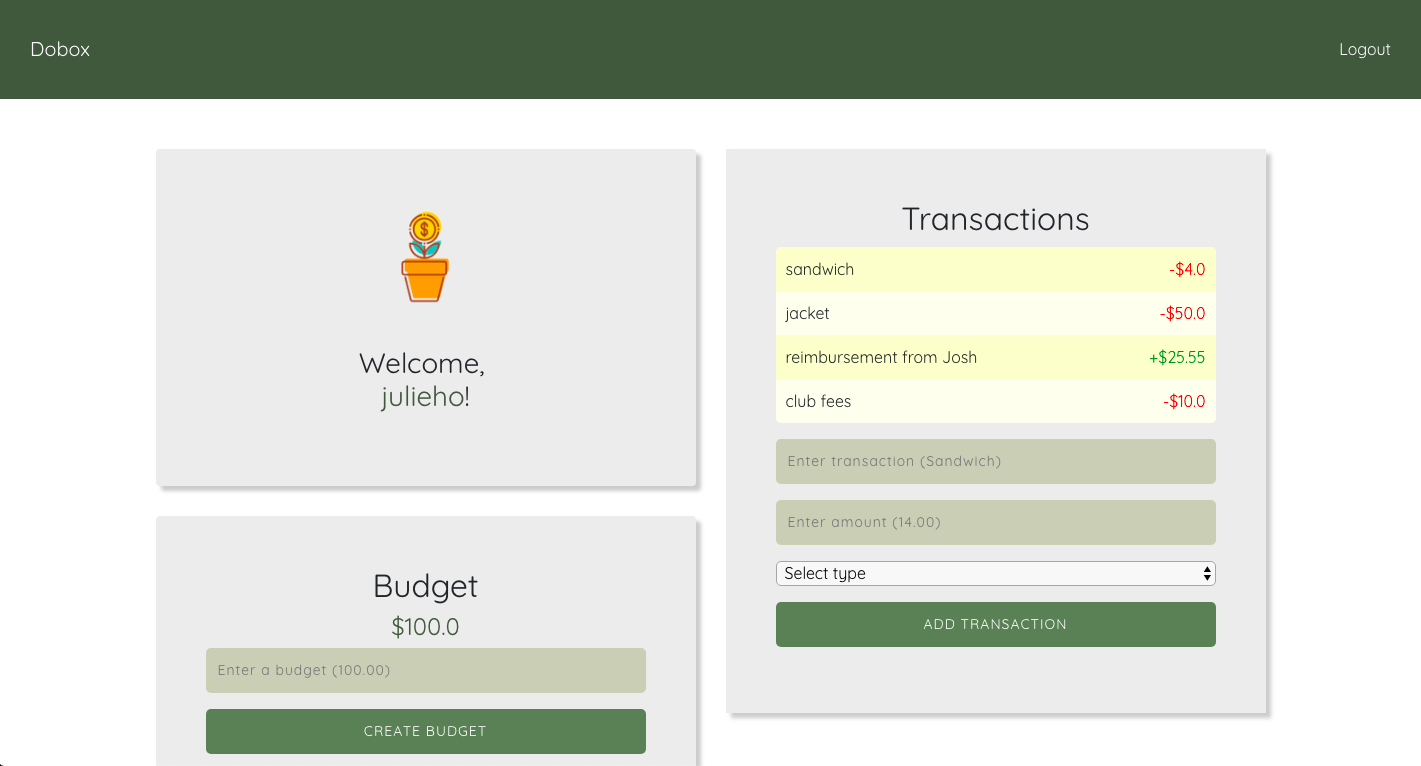 Dobox
Logout
$
Welcome,
julieho!
Budget
$100.0
Enter a budget (100.00)
CREATE BUDGET
Transactions
sandwich -$4.0
jacket -$50.0
reimbursement from Josh +$25.55
club fees -$10.0
Enter transaction (Sandwich)
Enter amount (14.00)
Select type
ADD TRANSACTION